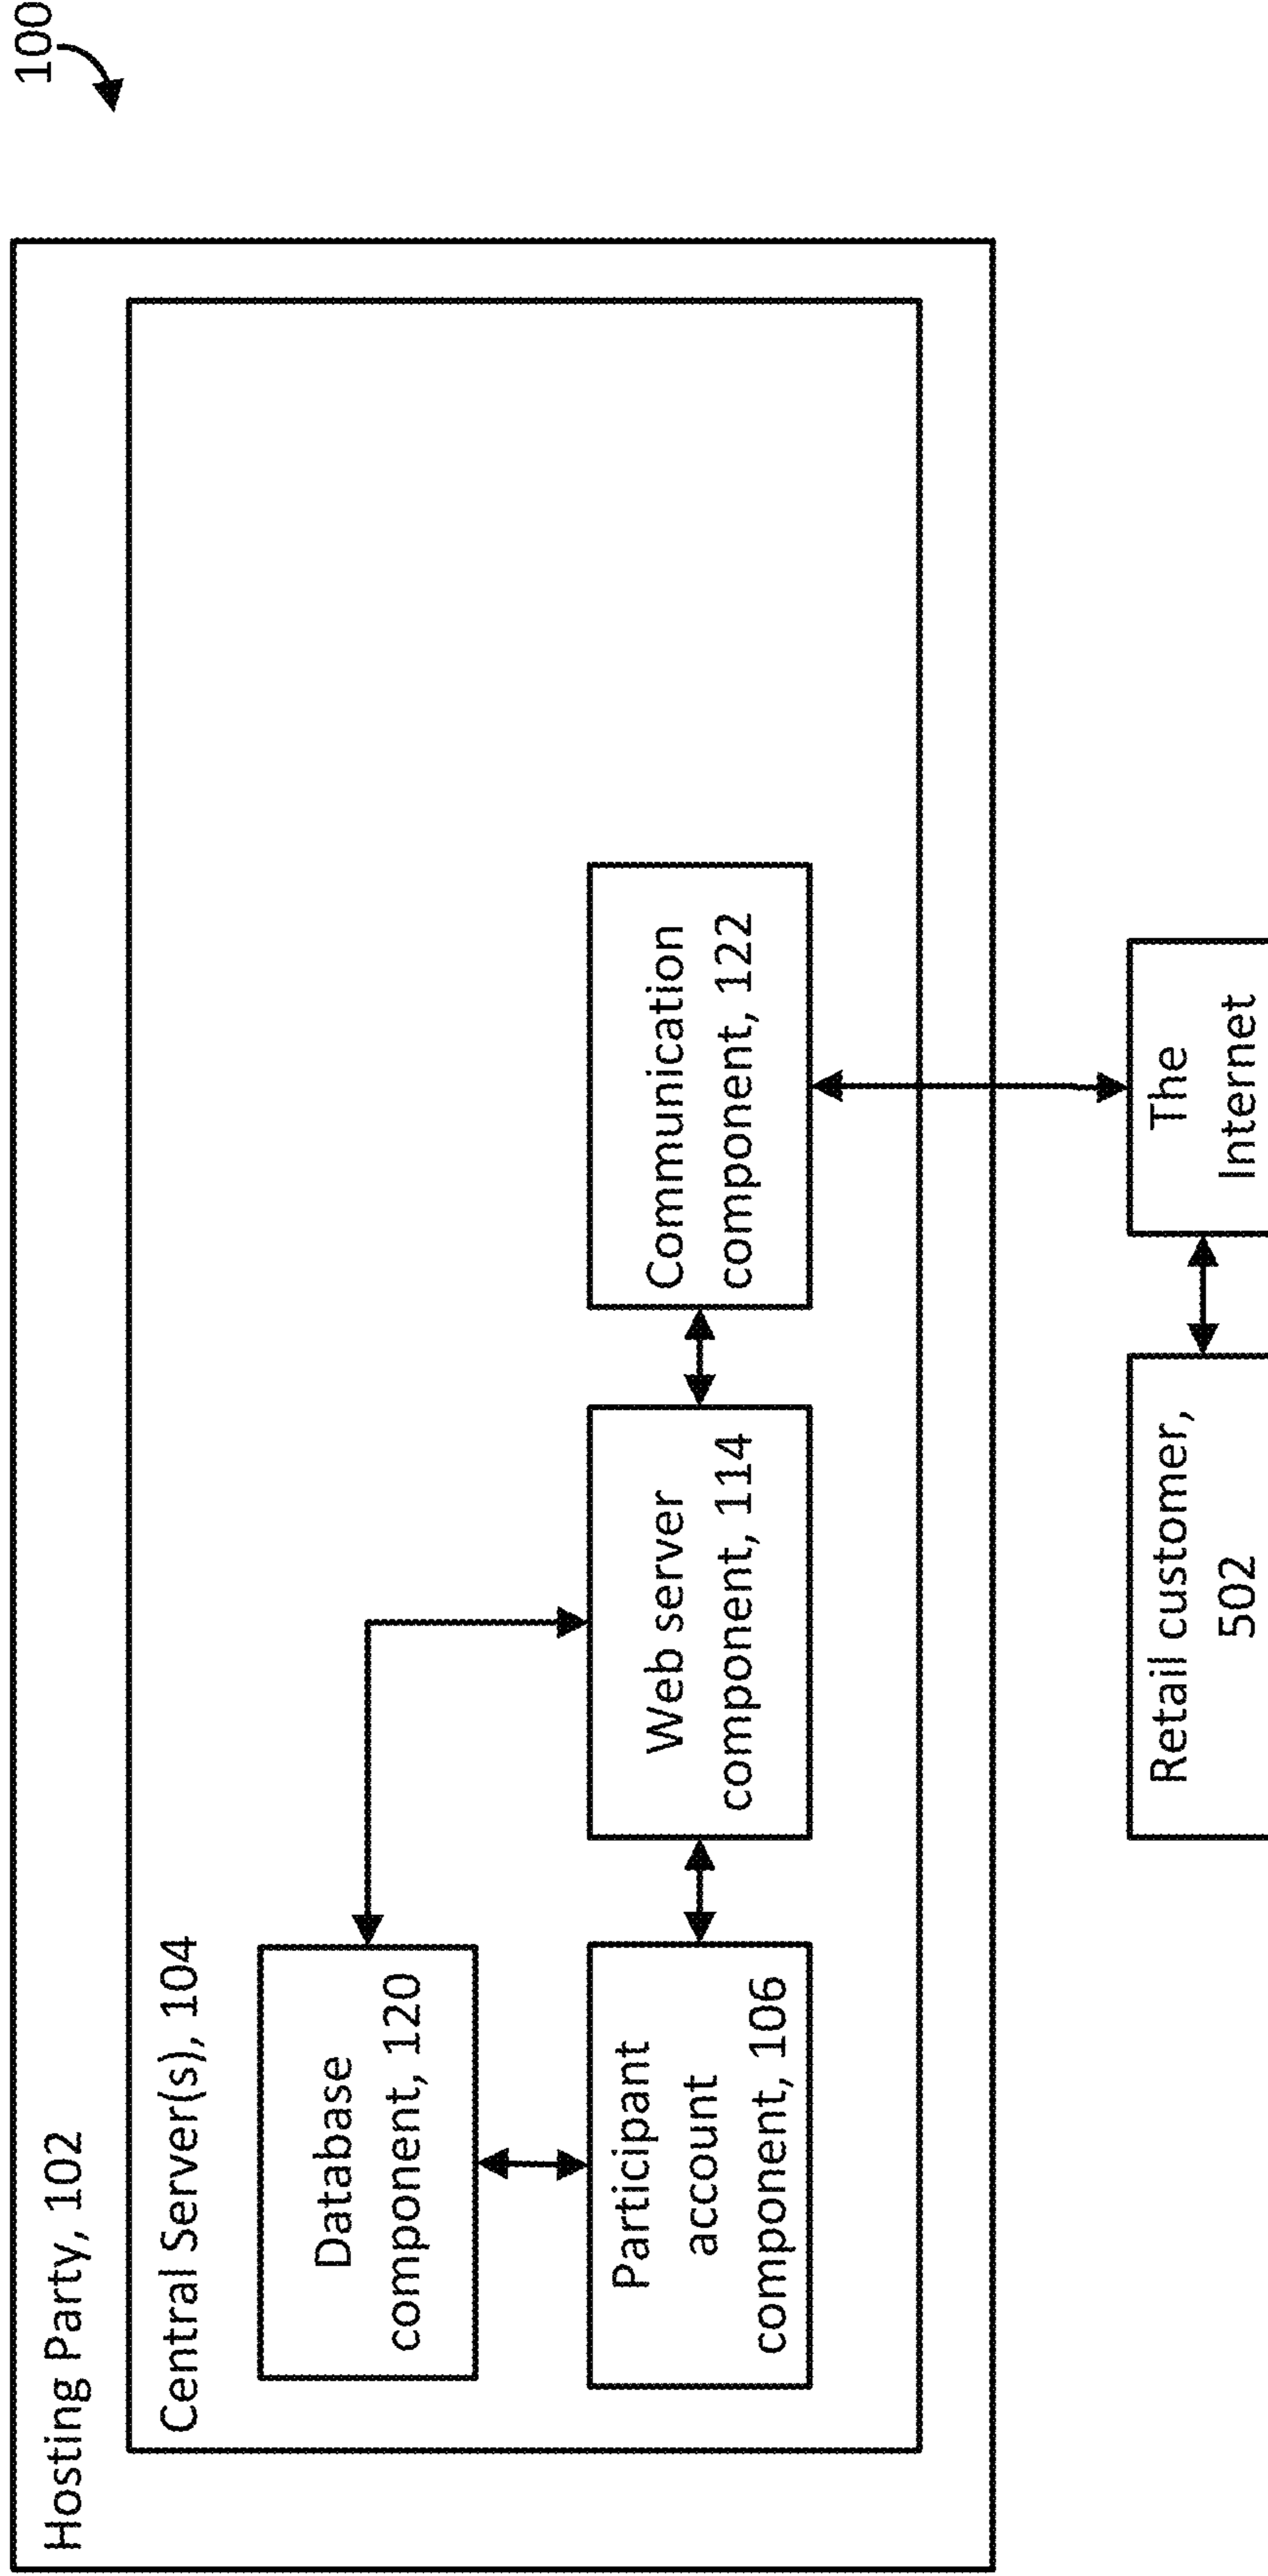 100
Hosting Party, 102
Central Server(s), 104
Database
component, 120
Participant
account
component, 106
Web server
component, 114
Communication
component, 122
Retail customer,
502
The
Internet